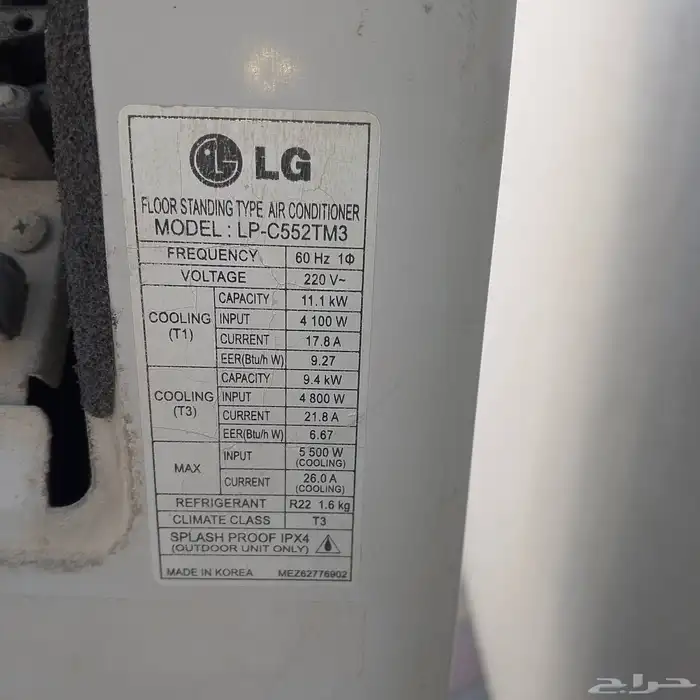 LG
FLOOR STANDING TYPE AIR CONDITIONER
MODEL : LP-C552TM3
FREQUENCY 60 Hz 1Φ
VOLTAGE 220 V~
COOLING (T1) CAPACITY 11.1 kW
INPUT 4 100 W
CURRENT 17.8 A
EER(Btu/h W) 9.27
COOLING (T3) CAPACITY 9.4 kW
INPUT 4 800 W
CURRENT 21.8 A
EER(Btu/h W) 6.67
MAX INPUT 5 500 W (COOLING)
CURRENT 26.0 A (COOLING)
REFRIGERANT R22 1.6 kg
CLIMATE CLASS T3
SPLASH PROOF IPX4
(OUTDOOR UNIT ONLY)
MADE IN KOREA MEZ62776902
حراج